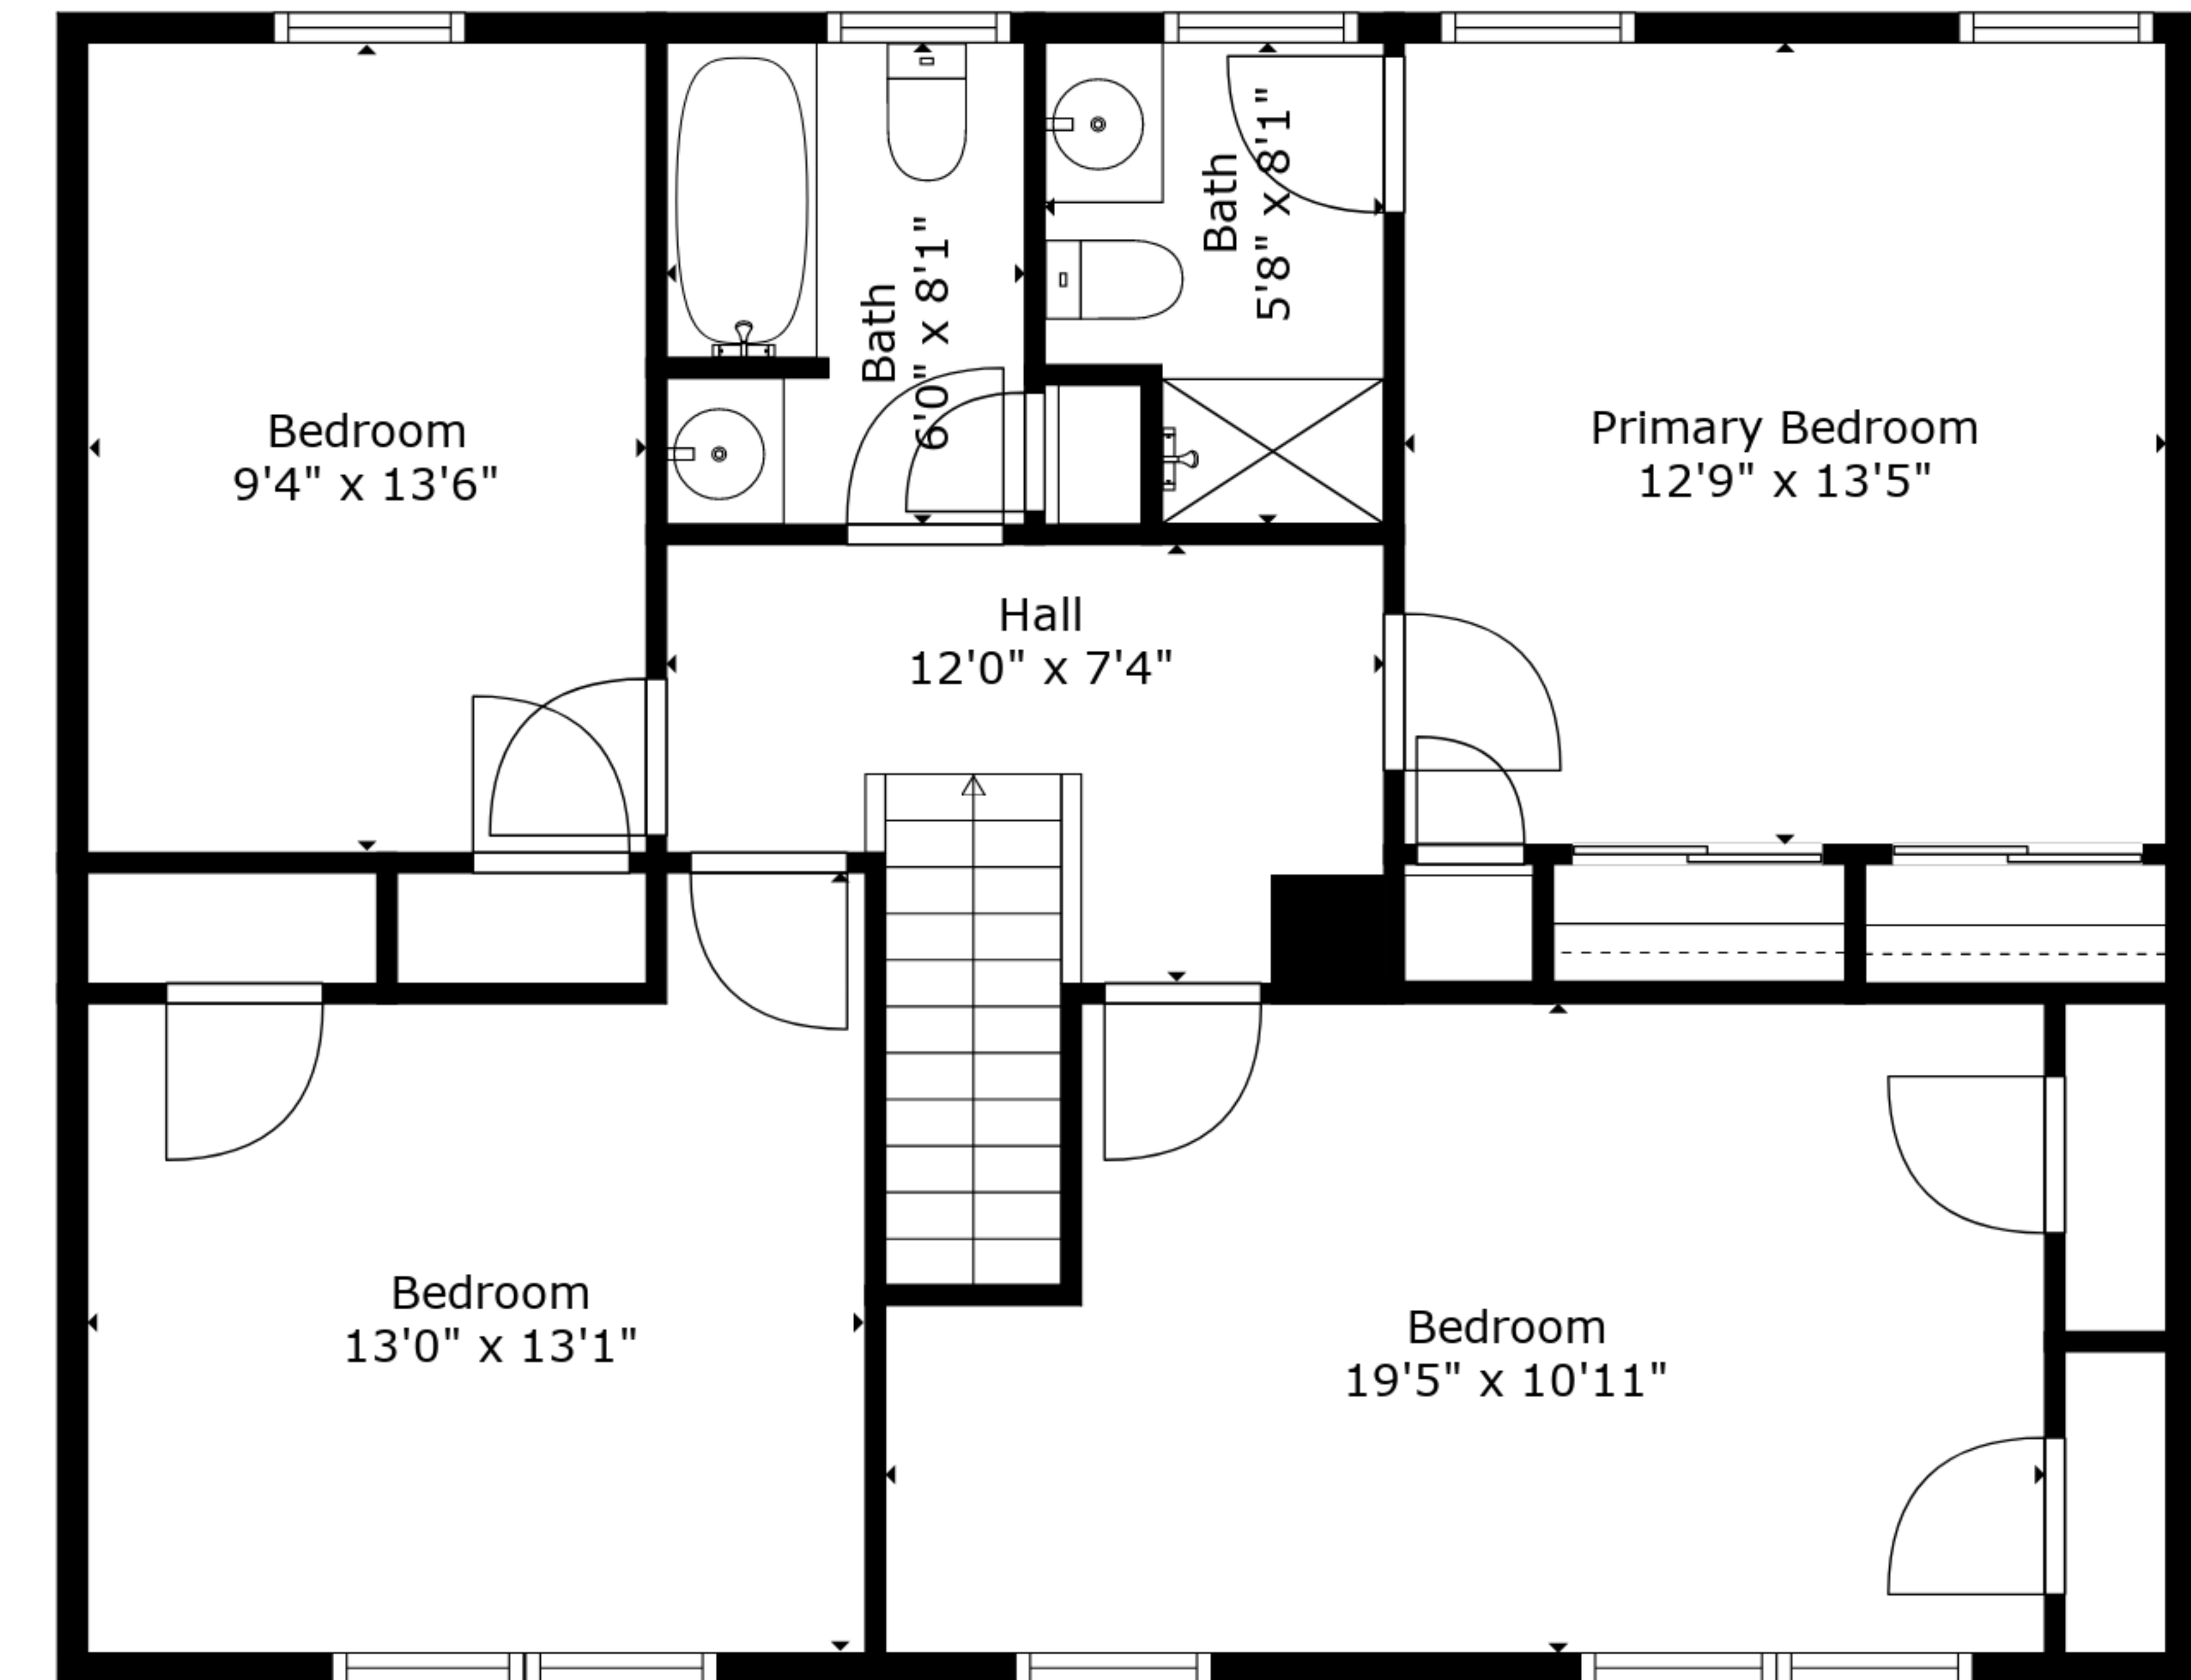 Bath
5'8" x 8'1"
Bath
6'0" x 8'1"
Bedroom
9'4" x 13'6"
Primary Bedroom
12'9" x 13'5"
Hall
12'0" x 7'4"
Bedroom
13'0" x 13'1"
Bedroom
19'5" x 10'11"